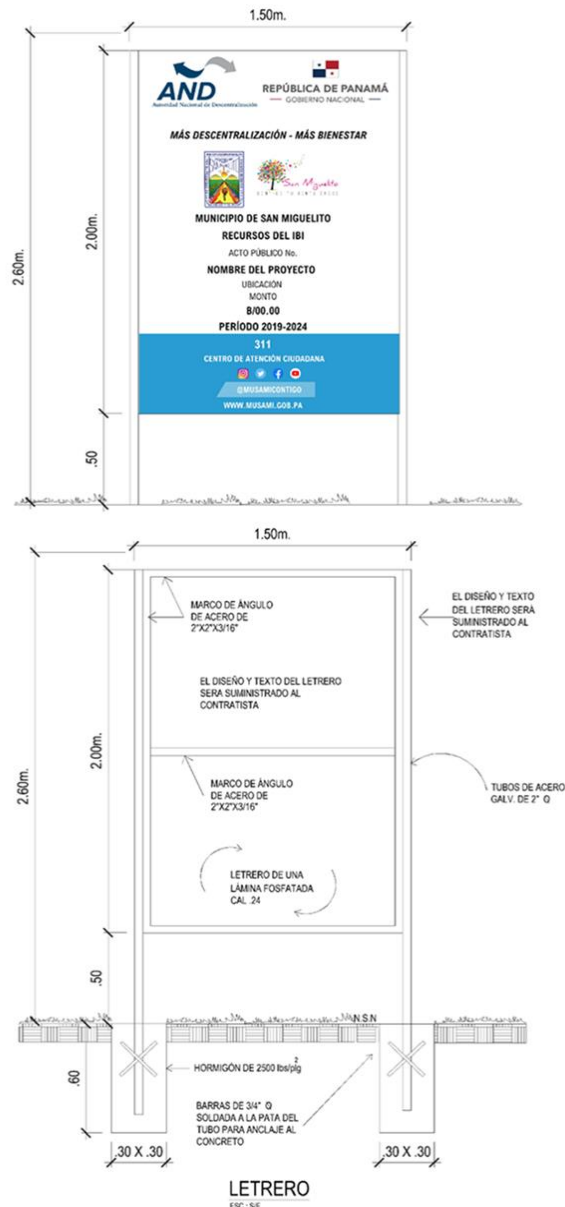 1.50m.
2.60m.
2.00m.
.50
AND
Autoridad Nacional de Descentralización
REPÚBLICA DE PANAMÁ
— GOBIERNO NACIONAL —
MÁS DESCENTRALIZACIÓN - MÁS BIENESTAR
San Miguelito
MUNICIPIO DE SAN MIGUELITO
RECURSOS DEL IBI
ACTO PÚBLICO No.
NOMBRE DEL PROYECTO
UBICACIÓN
MONTO
B/00.00
PERÍODO 2019-2024
311
CENTRO DE ATENCIÓN CIUDADANA
@MUSAMICONTIGO
WWW.MUSAMI.GOB.PA
1.50m.
2.60m.
2.00m.
.50
.60
MARCO DE ÁNGULO
DE ACERO DE
2"X2"X3/16"
EL DISEÑO Y TEXTO
DEL LETRERO SERÁ
SUMINISTRADO AL
CONTRATISTA
EL DISEÑO Y TEXTO DEL LETRERO
SERA SUMINISTRADO AL
CONTRATISTA
MARCO DE ÁNGULO
DE ACERO DE
2"X2"X3/16"
TUBOS DE ACERO
GALV. DE 2" Q
LETRERO DE UNA
LÁMINA FOSFATADA
CAL .24
N.S.N
HORMIGÓN DE 2500 lbs/plg²
BARRAS DE 3/4" Q
SOLDADA A LA PATA DEL
TUBO PARA ANCLAJE AL
CONCRETO
.30 X .30
.30 X .30
LETRERO
ESC.: S/E